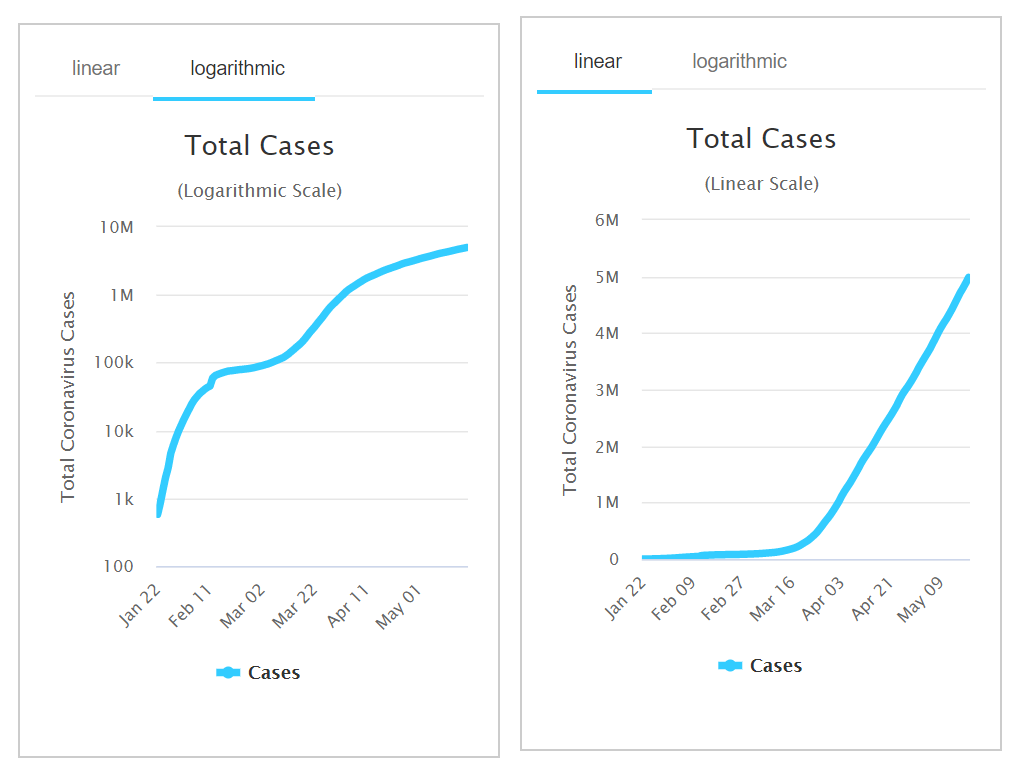 linear logarithmic
Total Cases
(Logarithmic Scale)
Total Coronavirus Cases
10M
1M
100k
10k
1k
100
Jan 22 Feb 11 Mar 02 Mar 22 Apr 11 May 01
Cases
linear logarithmic
Total Cases
(Linear Scale)
Total Coronavirus Cases
6M
5M
4M
3M
2M
1M
0
Jan 22 Feb 09 Feb 27 Mar 16 Apr 03 Apr 21 May 09
Cases